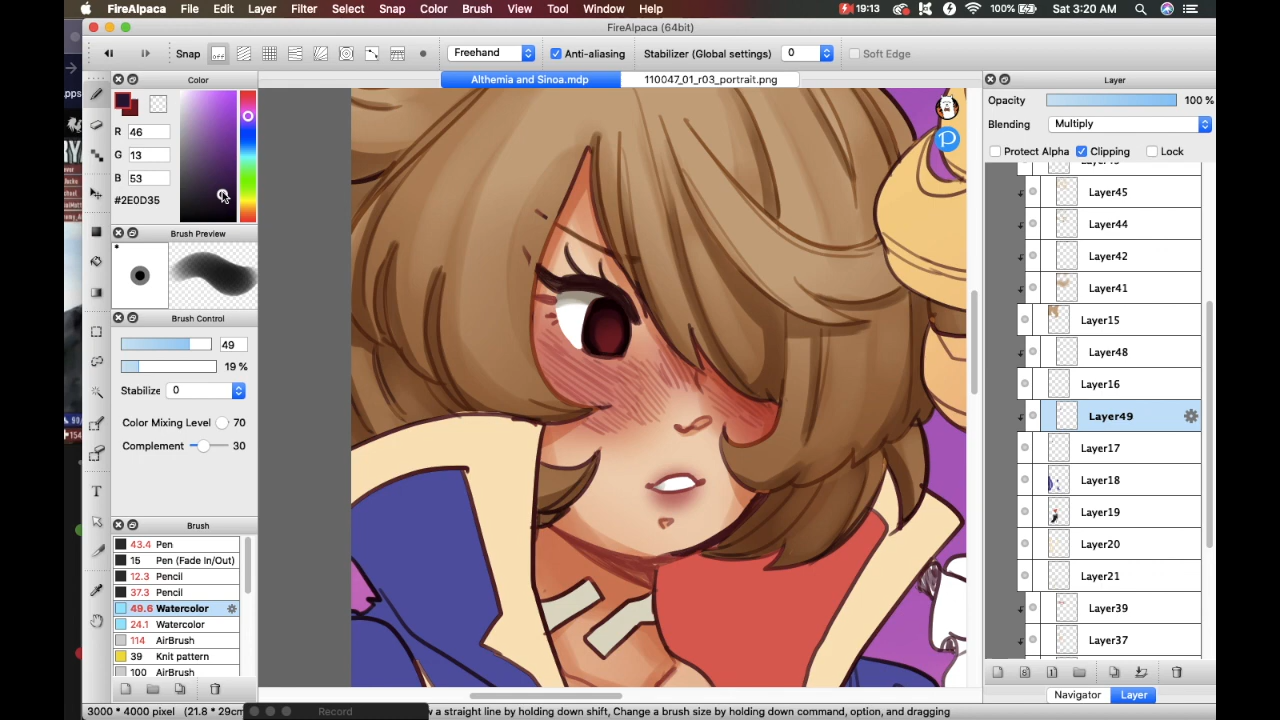 FireAlpaca File Edit Layer Filter Select Snap Color Brush View Tool Window Help 19:13 100% Sat 3:20 AM
FireAlpaca (64bit)
Snap OFF Freehand Anti-aliasing Stabilizer (Global settings) 0 Soft Edge
Color Althemia and Sinoa.mdp 110047_01_r03_portrait.png Layer
Opacity 100 %
Blending Multiply
Protect Alpha Clipping Lock
R 46
G 13
B 53
#2E0D35
Brush Preview
Brush Control
49
19 %
Stabilize 0
Color Mixing Level 70
Complement 30
Brush
43.4 Pen
15 Pen (Fade In/Out)
12.3 Pencil
37.3 Pencil
49.6 Watercolor
24.1 Watercolor
114 AirBrush
39 Knit pattern
100 AirBrush
Layer45
Layer44
Layer42
Layer41
Layer15
Layer48
Layer16
Layer49
Layer17
Layer18
Layer19
Layer20
Layer21
Layer39
Layer37
Navigator Layer
3000 * 4000 pixel (21.8 * 29cm Record w a straight line by holding down shift, Change a brush size by holding down command, option, and dragging